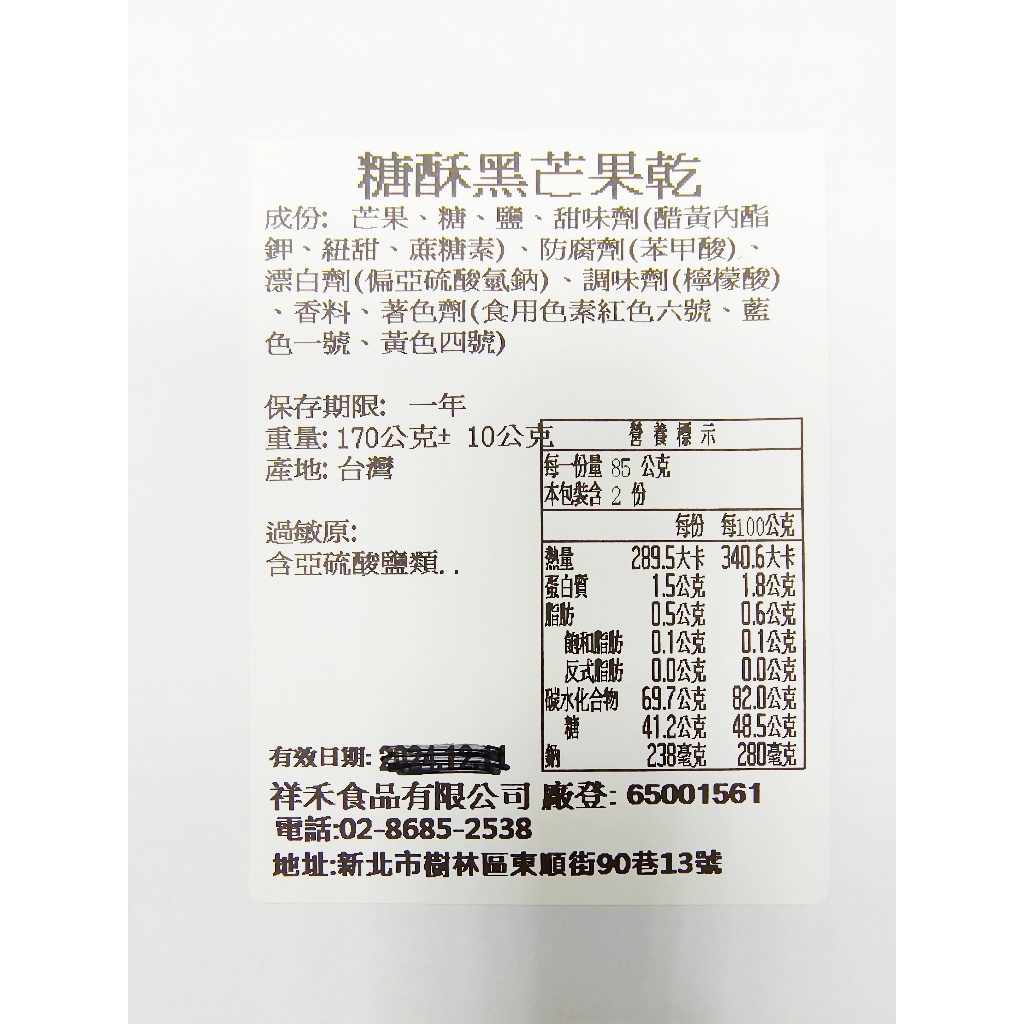 糖酥黑芒果乾
成份: 芒果、糖、鹽、甜味劑(醋黃內酯
鉀、紐甜、蔗糖素)、防腐劑(苯甲酸)、
漂白劑(偏亞硫酸氫鈉)、調味劑(檸檬酸)
、香料、著色劑(食用色素紅色六號、藍
色一號、黃色四號)
保存期限: 一年
重量: 170公克± 10公克
產地: 台灣
過敏原:
含亞硫酸鹽類..
營養標示
每一份量 85 公克
本包裝含 2 份
每份 每100公克
熱量 289.5大卡 340.6大卡
蛋白質 1.5公克 1.8公克
脂肪 0.5公克 0.6公克
飽和脂肪 0.1公克 0.1公克
反式脂肪 0.0公克 0.0公克
碳水化合物 69.7公克 82.0公克
糖 41.2公克 48.5公克
鈉 238毫克 280毫克
有效日期:
祥禾食品有限公司 廠登: 65001561
電話:02-8685-2538
地址:新北市樹林區東順街90巷13號